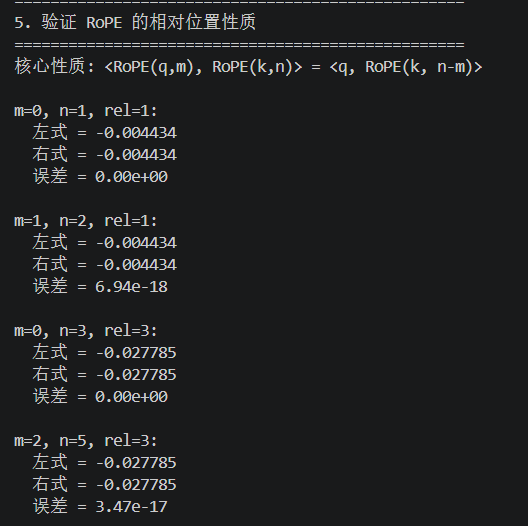 ==================================================
5. 验证 RoPE 的相对位置性质
==================================================
核心性质: <RoPE(q,m), RoPE(k,n)> = <q, RoPE(k, n-m)>
m=0, n=1, rel=1:
左式 = -0.004434
右式 = -0.004434
误差 = 0.00e+00
m=1, n=2, rel=1:
左式 = -0.004434
右式 = -0.004434
误差 = 6.94e-18
m=0, n=3, rel=3:
左式 = -0.027785
右式 = -0.027785
误差 = 0.00e+00
m=2, n=5, rel=3:
左式 = -0.027785
右式 = -0.027785
误差 = 3.47e-17